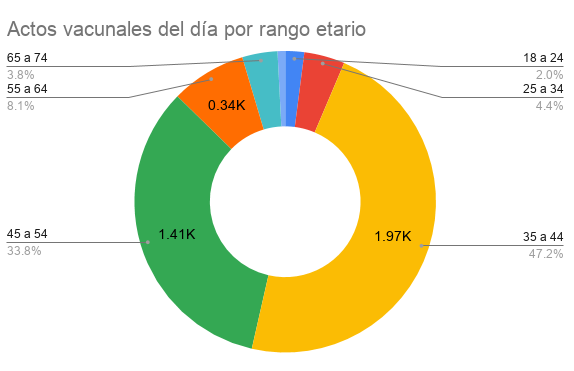 Actos vacunales del día por rango etario
65 a 74
3.8%
55 a 64
8.1%
45 a 54
33.8%
18 a 24
2.0%
25 a 34
4.4%
35 a 44
47.2%
0.34K
1.41K
1.97K